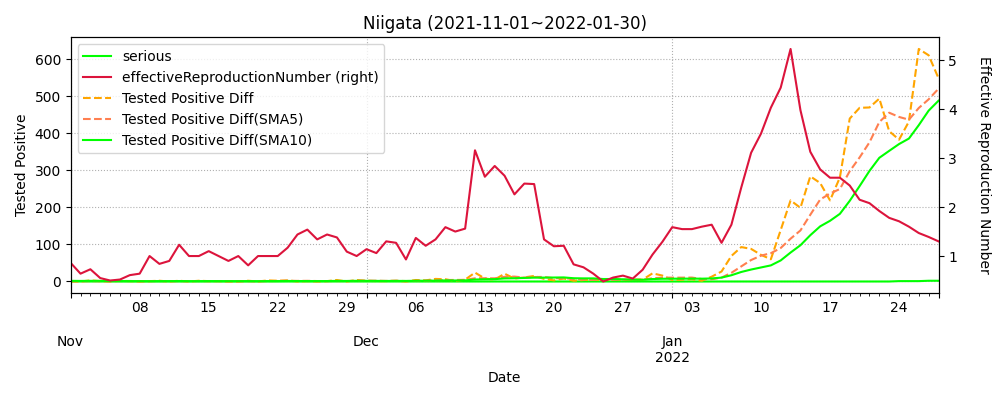 Niigata (2021-11-01~2022-01-30)
serious
effectiveReproductionNumber (right)
Tested Positive Diff
Tested Positive Diff(SMA5)
Tested Positive Diff(SMA10)
Tested Positive
600
500
400
300
200
100
0
Effective Reproduction Number
5
4
3
2
1
08 15 22 29 06 13 20 27 03 10 17 24
Nov Dec Jan
2022
Date